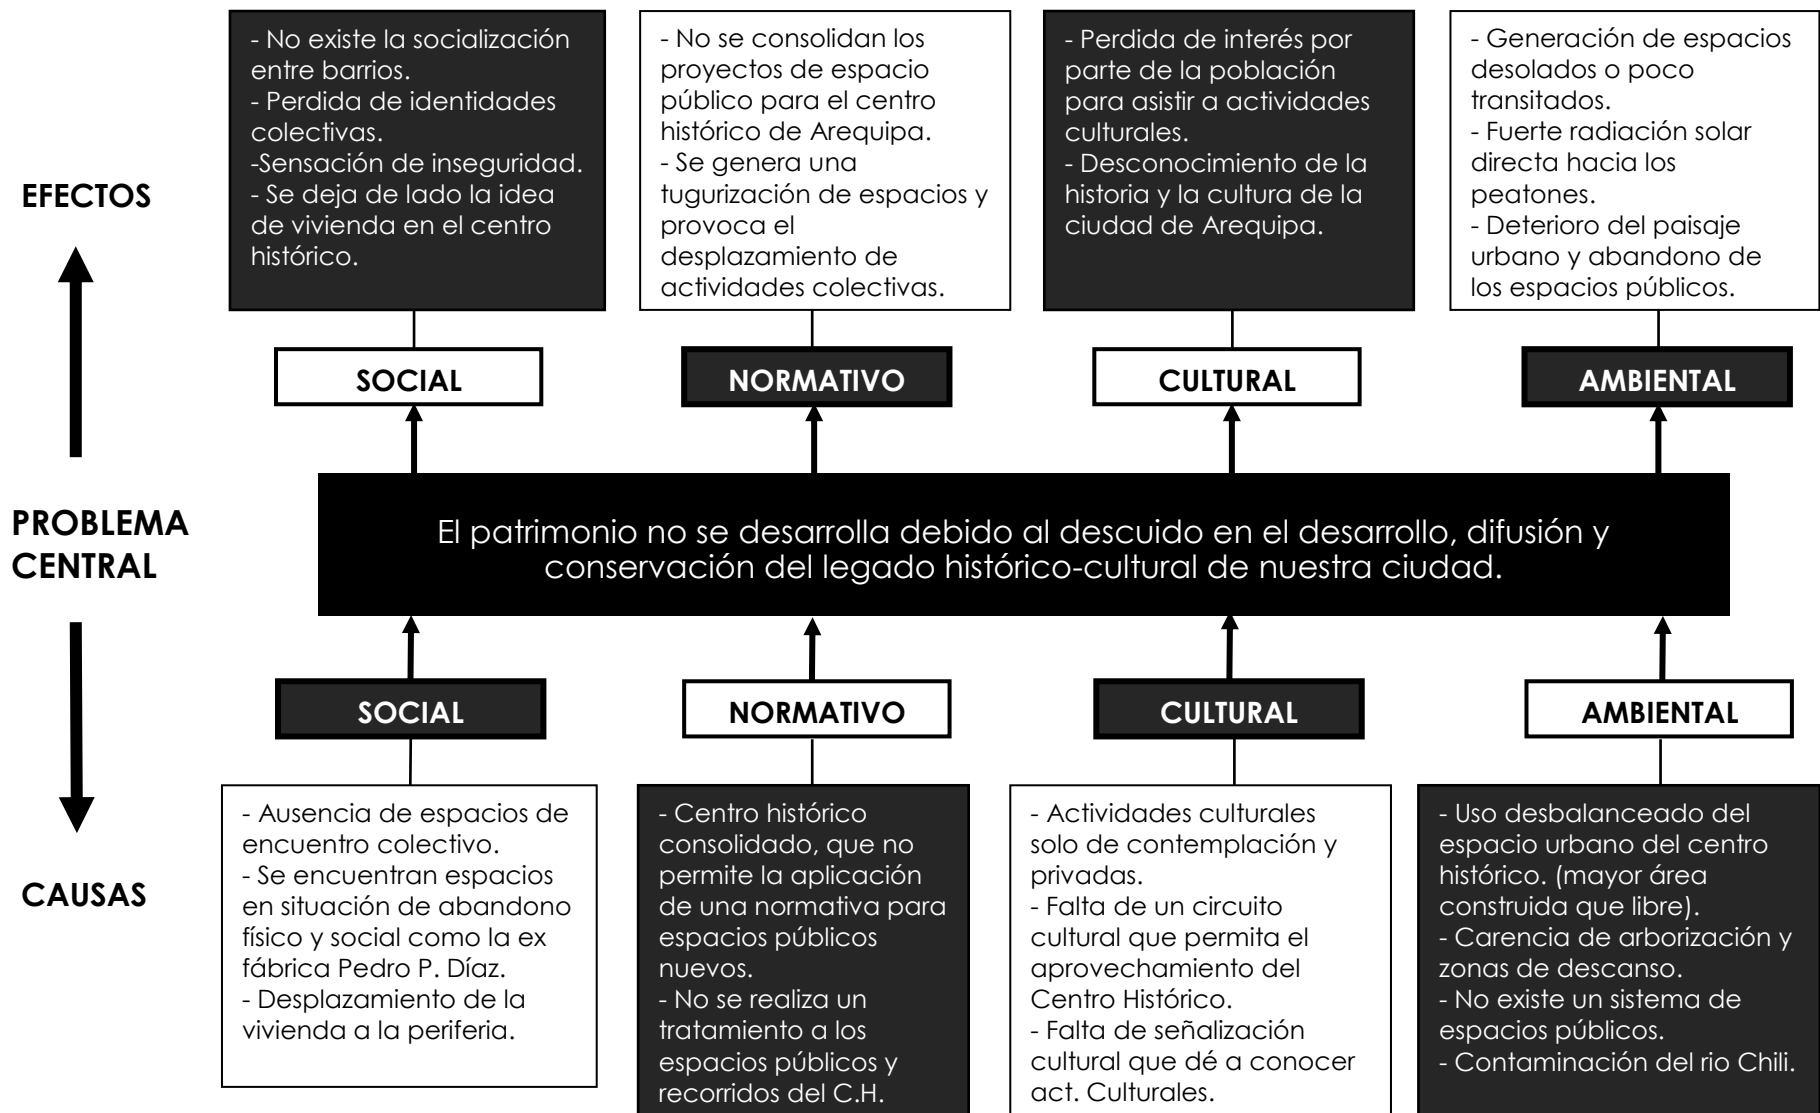 - No existe la socialización
entre barrios.
- Perdida de identidades
colectivas.
-Sensación de inseguridad.
- Se deja de lado la idea
de vivienda en el centro
histórico.
- No se consolidan los
proyectos de espacio
público para el centro
histórico de Arequipa.
- Se genera una
tugurización de espacios y
provoca el
desplazamiento de
actividades colectivas.
- Perdida de interés por
parte de la población
para asistir a actividades
culturales.
- Desconocimiento de la
historia y la cultura de la
ciudad de Arequipa.
- Generación de espacios
desolados o poco
transitados.
- Fuerte radiación solar
directa hacia los
peatones.
- Deterioro del paisaje
urbano y abandono de
los espacios públicos.
EFECTOS
SOCIAL
NORMATIVO
CULTURAL
AMBIENTAL
PROBLEMA
CENTRAL
El patrimonio no se desarrolla debido al descuido en el desarrollo, difusión y
conservación del legado histórico-cultural de nuestra ciudad.
SOCIAL
NORMATIVO
CULTURAL
AMBIENTAL
CAUSAS
- Ausencia de espacios de
encuentro colectivo.
- Se encuentran espacios
en situación de abandono
físico y social como la ex
fábrica Pedro P. Díaz.
- Desplazamiento de la
vivienda a la periferia.
- Centro histórico
consolidado, que no
permite la aplicación
de una normativa para
espacios públicos
nuevos.
- No se realiza un
tratamiento a los
espacios públicos y
recorridos del C.H.
- Actividades culturales
solo de contemplación y
privadas.
- Falta de un circuito
cultural que permita el
aprovechamiento del
Centro Histórico.
- Falta de señalización
cultural que dé a conocer
act. Culturales.
- Uso desbalanceado del
espacio urbano del centro
histórico. (mayor área
construida que libre).
- Carencia de arborización y
zonas de descanso.
- No existe un sistema de
espacios públicos.
- Contaminación del rio Chili.